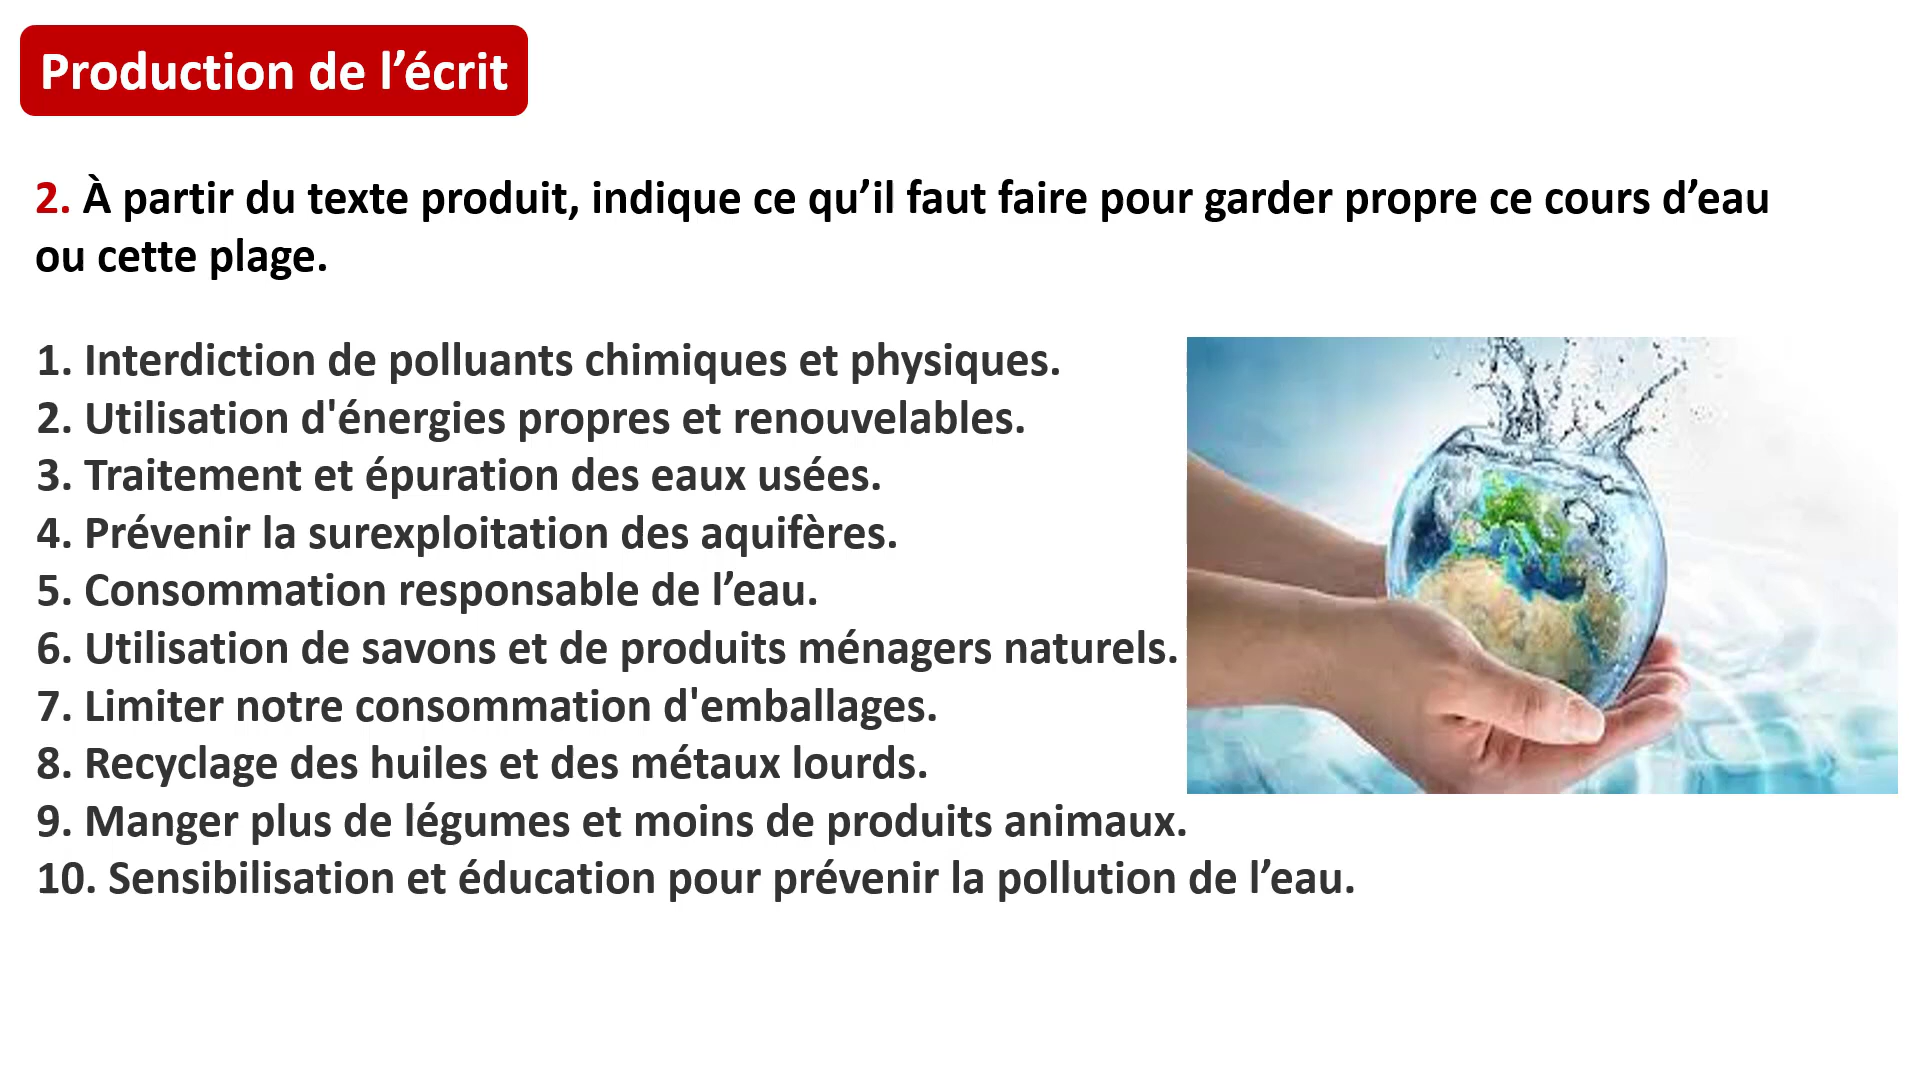 Production de l’écrit
2. À partir du texte produit, indique ce qu’il faut faire pour garder propre ce cours d’eau
ou cette plage.
1. Interdiction de polluants chimiques et physiques.
2. Utilisation d'énergies propres et renouvelables.
3. Traitement et épuration des eaux usées.
4. Prévenir la surexploitation des aquifères.
5. Consommation responsable de l’eau.
6. Utilisation de savons et de produits ménagers naturels.
7. Limiter notre consommation d'emballages.
8. Recyclage des huiles et des métaux lourds.
9. Manger plus de légumes et moins de produits animaux.
10. Sensibilisation et éducation pour prévenir la pollution de l’eau.